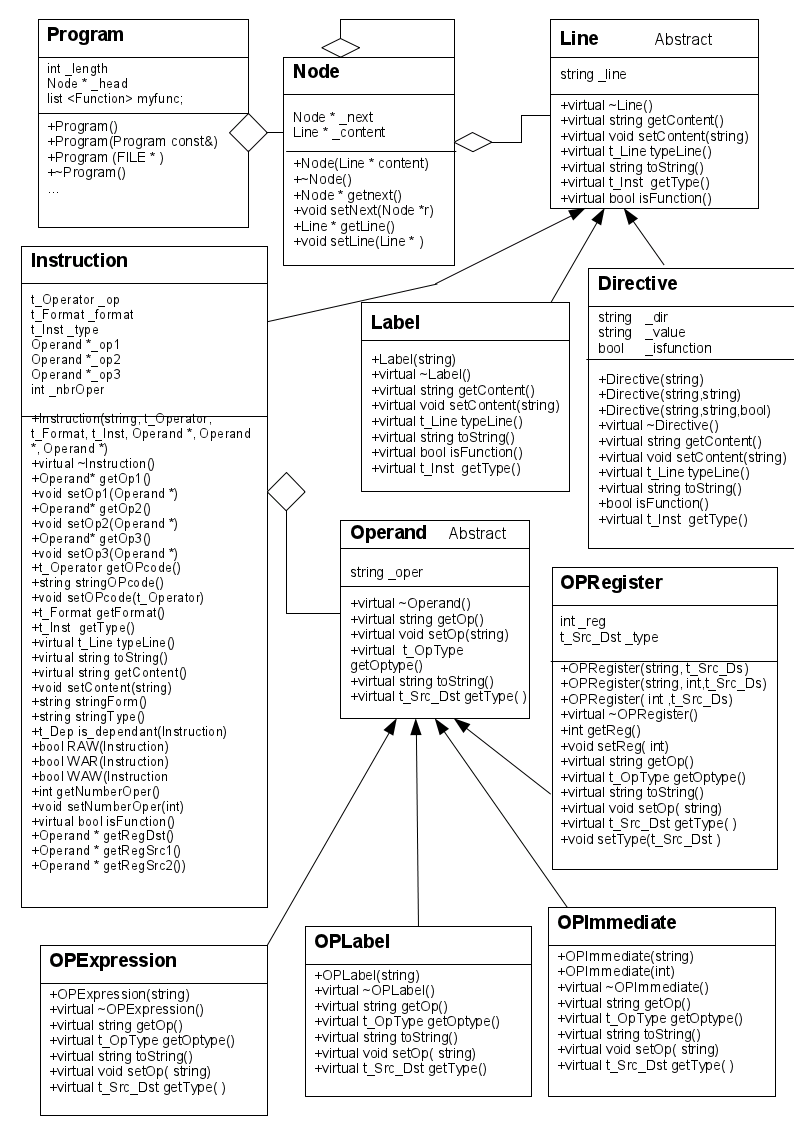 Program
int _length
Node * _head
list <Function> myfunc;
+Program()
+Program(Program const&)
+Program (FILE * )
+~Program()
...
Node
Node * _next
Line * _content
+Node(Line * content)
+~Node()
+Node * getnext()
+void setNext(Node *r)
+Line * getLine()
+void setLine(Line * )
Line Abstract
string _line
+virtual ~Line()
+virtual string getContent()
+virtual void setContent(string)
+virtual t_Line typeLine()
+virtual string toString()
+virtual t_Inst  getType()
+virtual bool isFunction()
Instruction
t_Operator _op
t_Format _format
t_Inst _type
Operand *_op1
Operand *_op2
Operand *_op3
int _nbrOper
+Instruction(string, t_Operator,
t_Format, t_Inst, Operand *, Operand
*, Operand *)
+virtual ~Instruction()
+Operand* getOp1()
+void setOp1(Operand *)
+Operand* getOp2()
+void setOp2(Operand *)
+Operand* getOp3()
+void setOp3(Operand *)
+t_Operator getOPcode()
+string stringOPcode()
+void setOPcode(t_Operator)
+t_Format getFormat()
+t_Inst  getType()
+virtual t_Line typeLine()
+virtual string toString()
+virtual string getContent()
+void setContent(string)
+string stringForm()
+string stringType()
+t_Dep is_dependant(Instruction)
+bool RAW(Instruction)
+bool WAR(Instruction)
+bool WAW(Instruction
+int getNumberOper()
+void setNumberOper(int)
+virtual bool isFunction()
+Operand * getRegDst()
+Operand * getRegSrc1()
+Operand * getRegSrc2())
Label
+Label(string)
+virtual ~Label()
+virtual string getContent()
+virtual void setContent(string)
+virtual t_Line typeLine()
+virtual string toString()
+virtual bool isFunction()
+virtual t_Inst  getType()
Directive
string _dir
string _value
bool _isfunction
+Directive(string)
+Directive(string,string)
+Directive(string,string,bool)
+virtual ~Directive()
+virtual string getContent()
+virtual void setContent(string)
+virtual t_Line typeLine()
+virtual string toString()
+bool isFunction()
+virtual t_Inst  getType()
Operand Abstract
string _oper
+virtual ~Operand()
+virtual string getOp()
+virtual void setOp(string)
+virtual  t_OpType
getOptype()
+virtual string toString()
+virtual t_Src_Dst getType( )
OPRegister
int _reg
t_Src_Dst _type
+OPRegister(string, t_Src_Ds)
+OPRegister(string, int,t_Src_Ds)
+OPRegister( int ,t_Src_Ds)
+virtual ~OPRegister()
+int getReg()
+void setReg( int)
+virtual string getOp()
+virtual t_OpType getOptype()
+virtual string toString()
+virtual void setOp( string)
+virtual t_Src_Dst getType( )
+void setType(t_Src_Dst )
OPExpression
+OPExpression(string)
+virtual ~OPExpression()
+virtual string getOp()
+virtual t_OpType getOptype()
+virtual string toString()
+virtual void setOp( string)
+virtual t_Src_Dst getType( )
OPLabel
+OPLabel(string)
+virtual ~OPLabel()
+virtual string getOp()
+virtual t_OpType getOptype()
+virtual string toString()
+virtual void setOp( string)
+virtual t_Src_Dst getType()
OPImmediate
+OPImmediate(string)
+OPImmediate(int)
+virtual ~OPImmediate()
+virtual string getOp()
+virtual t_OpType getOptype()
+virtual string toString()
+virtual void setOp( string)
+virtual t_Src_Dst getType( )